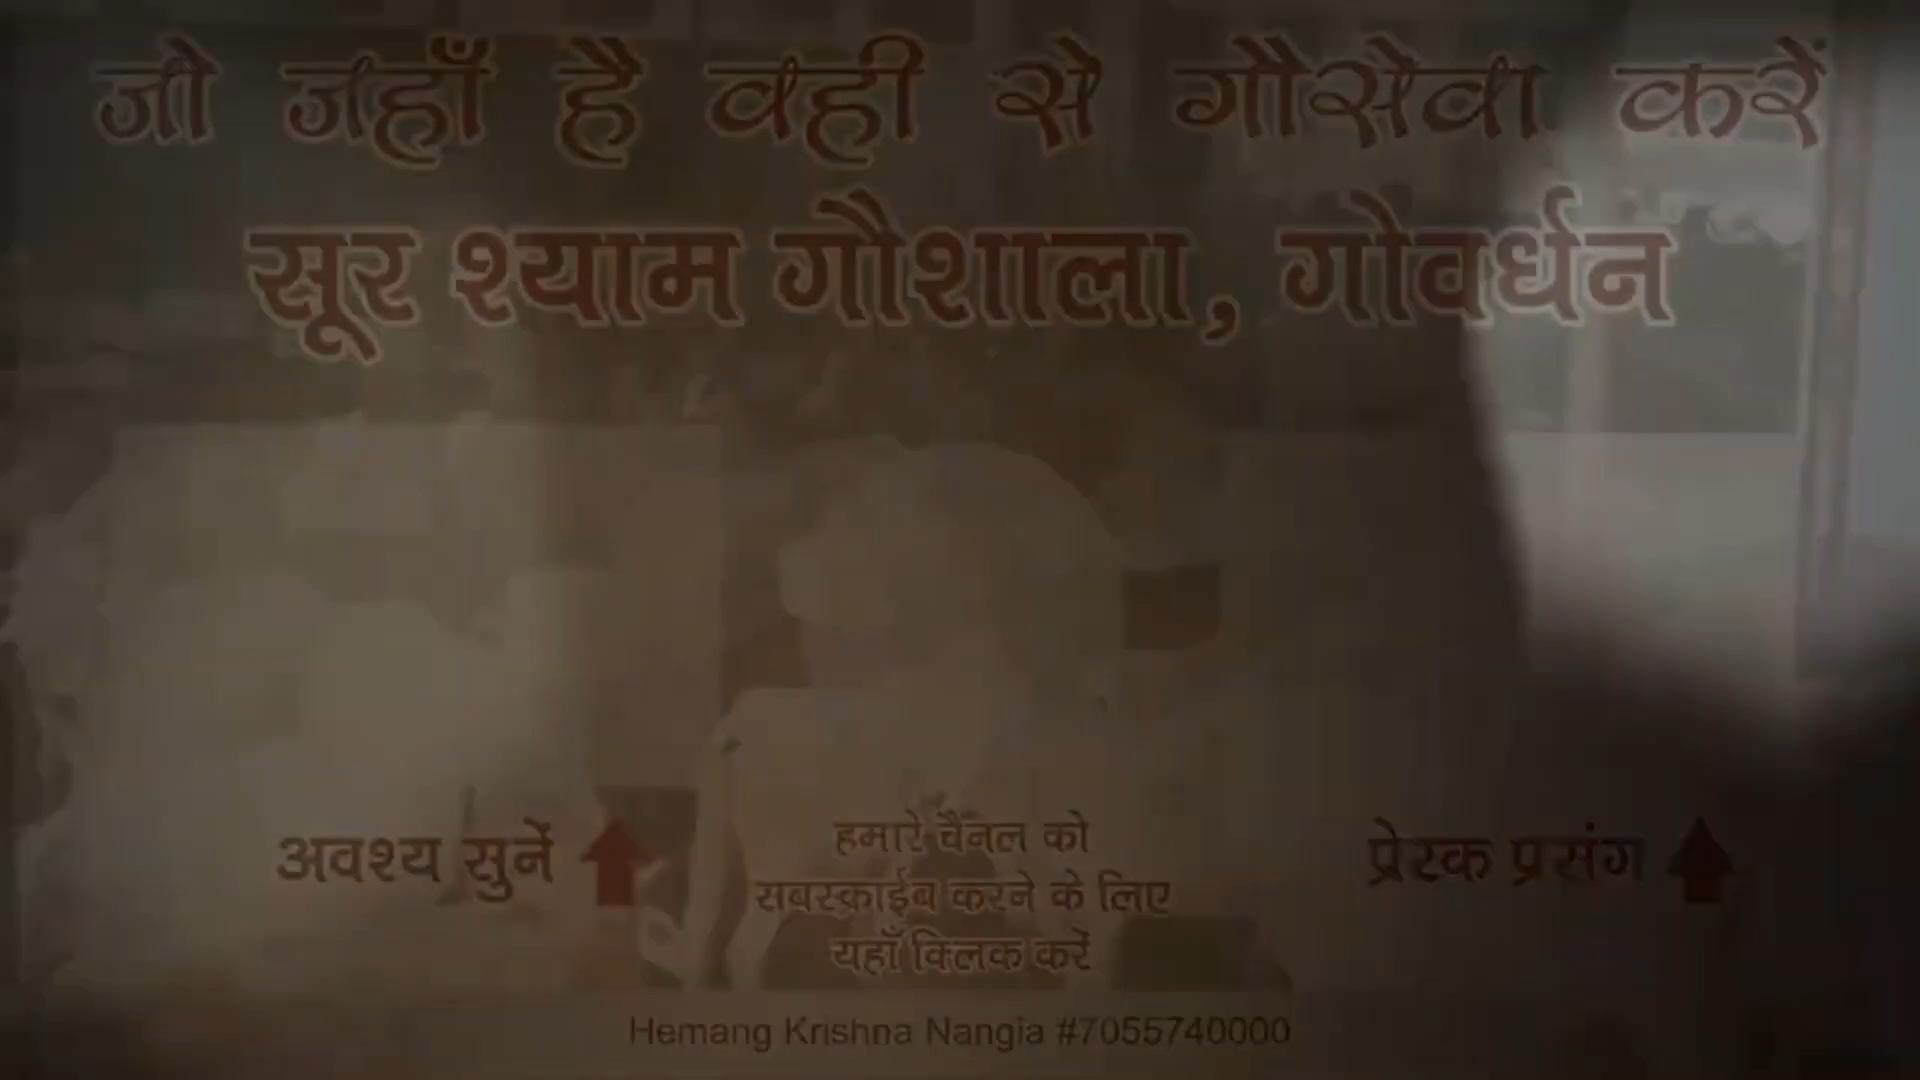 जो जहाँ है वही से गौसेवा करें
सूर श्याम गौशाला, गोवर्धन
अवश्य सुनें
हमारे चैनल को
सबस्क्राईब करने के लिए
यहाँ क्लिक करें
प्रेरक प्रसंग
Hemang Krishna Nangia #7055740000